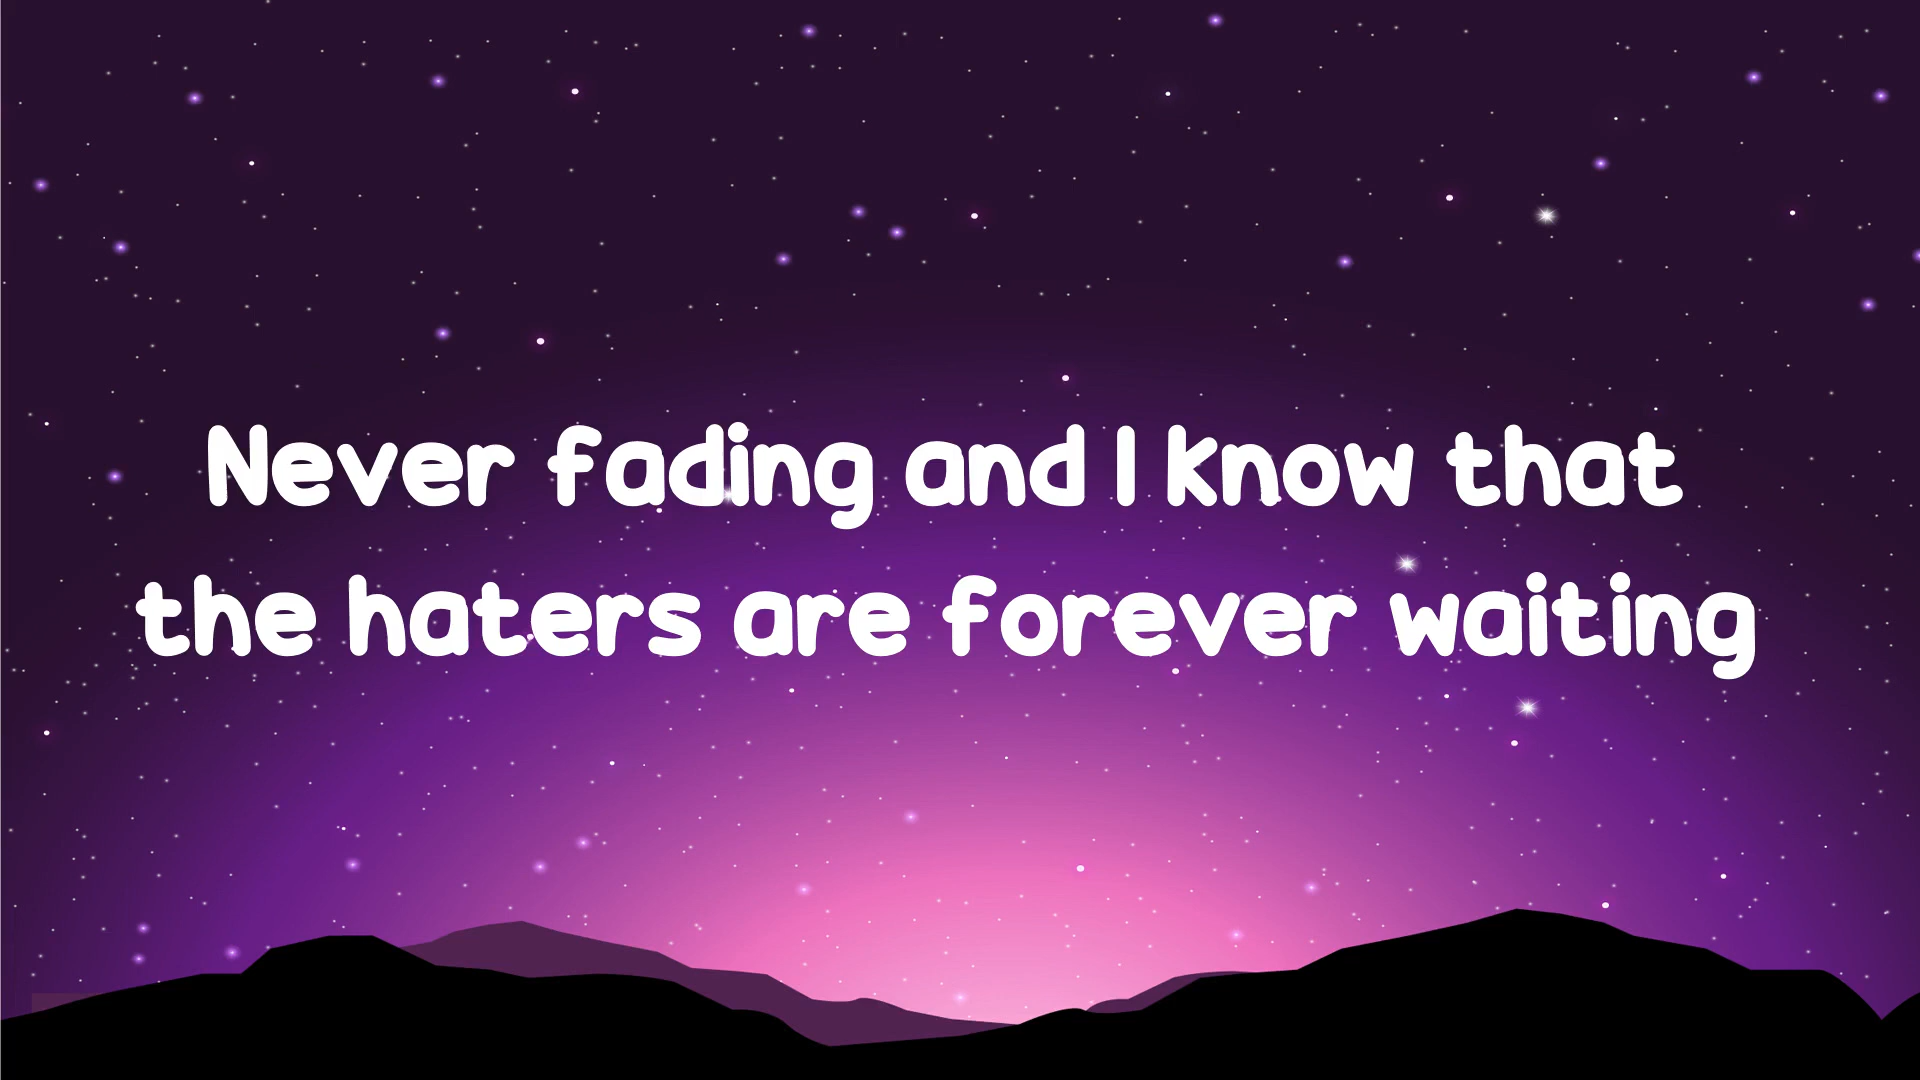 Never fading and I know that
the haters are forever waiting